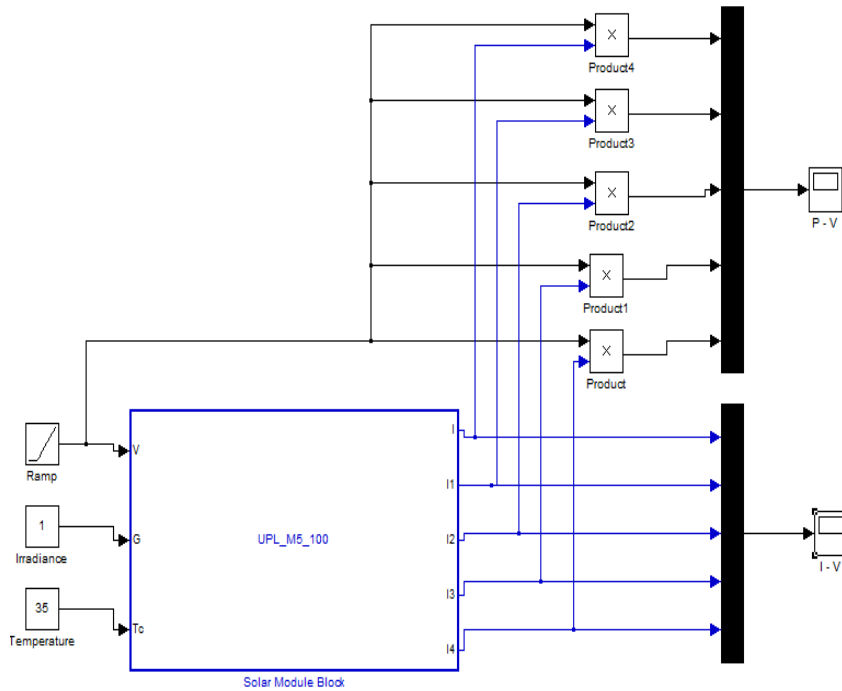 X
Product4
X
Product3
X
Product2
P - V
X
Product1
X
Product
Ramp
V
I
I1
1
Irradiance
G
UPL_M5_100
I2
I - V
35
Temperature
Tc
I3
I4
Solar Module Block